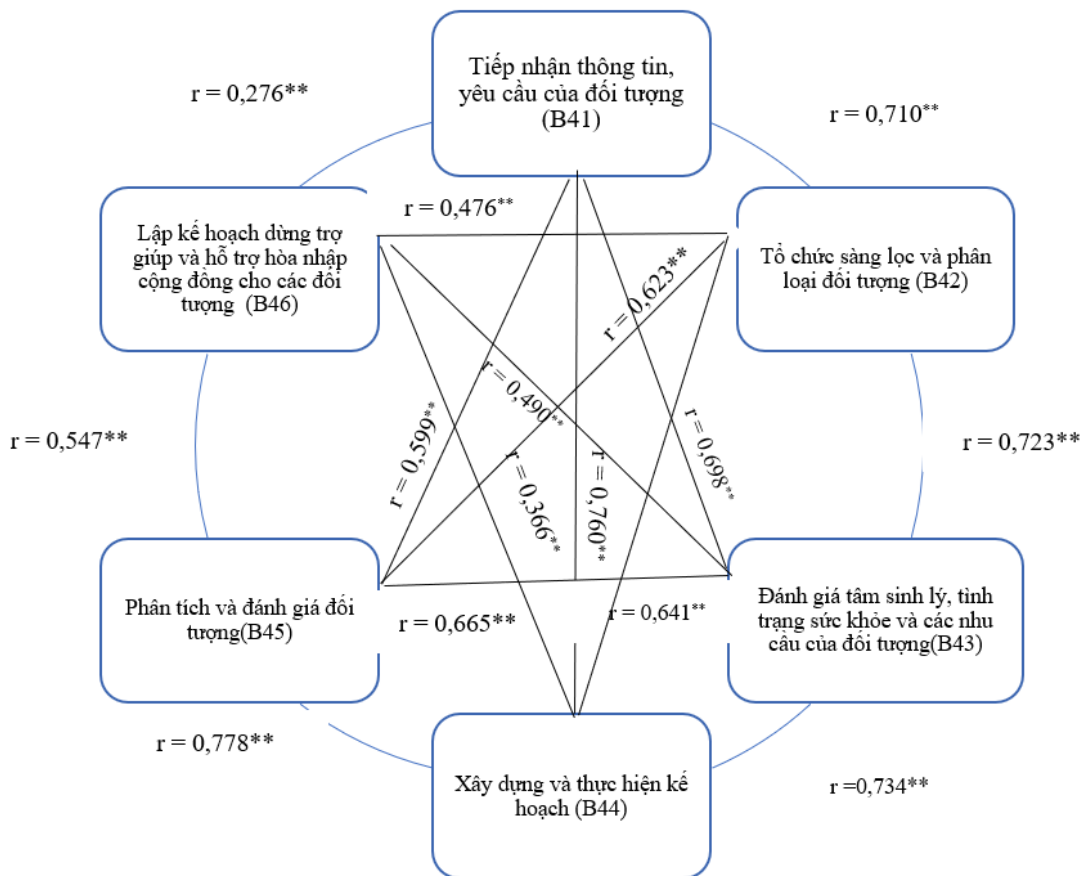 Tiếp nhận thông tin,
yêu cầu của đối tượng
(B41)
r = 0,276**
r = 0,710**
r = 0,476**
Lập kế hoạch dừng trợ
giúp và hỗ trợ hòa nhập
cộng đồng cho các đối
tượng (B46)
Tổ chức sàng lọc và phân
loại đối tượng (B42)
r = 0,623**
r = 0,490**
r = 0,599**
r = 0,698**
r = 0,547**
r = 0,723**
r = 0,366**
r = 0,760**
Phân tích và đánh giá đối
tượng(B45)
r = 0,665**
r = 0,641**
Đánh giá tâm sinh lý, tình
trạng sức khỏe và các nhu
cầu của đối tượng(B43)
r = 0,778**
Xây dựng và thực hiện kế
hoạch (B44)
r =0,734**